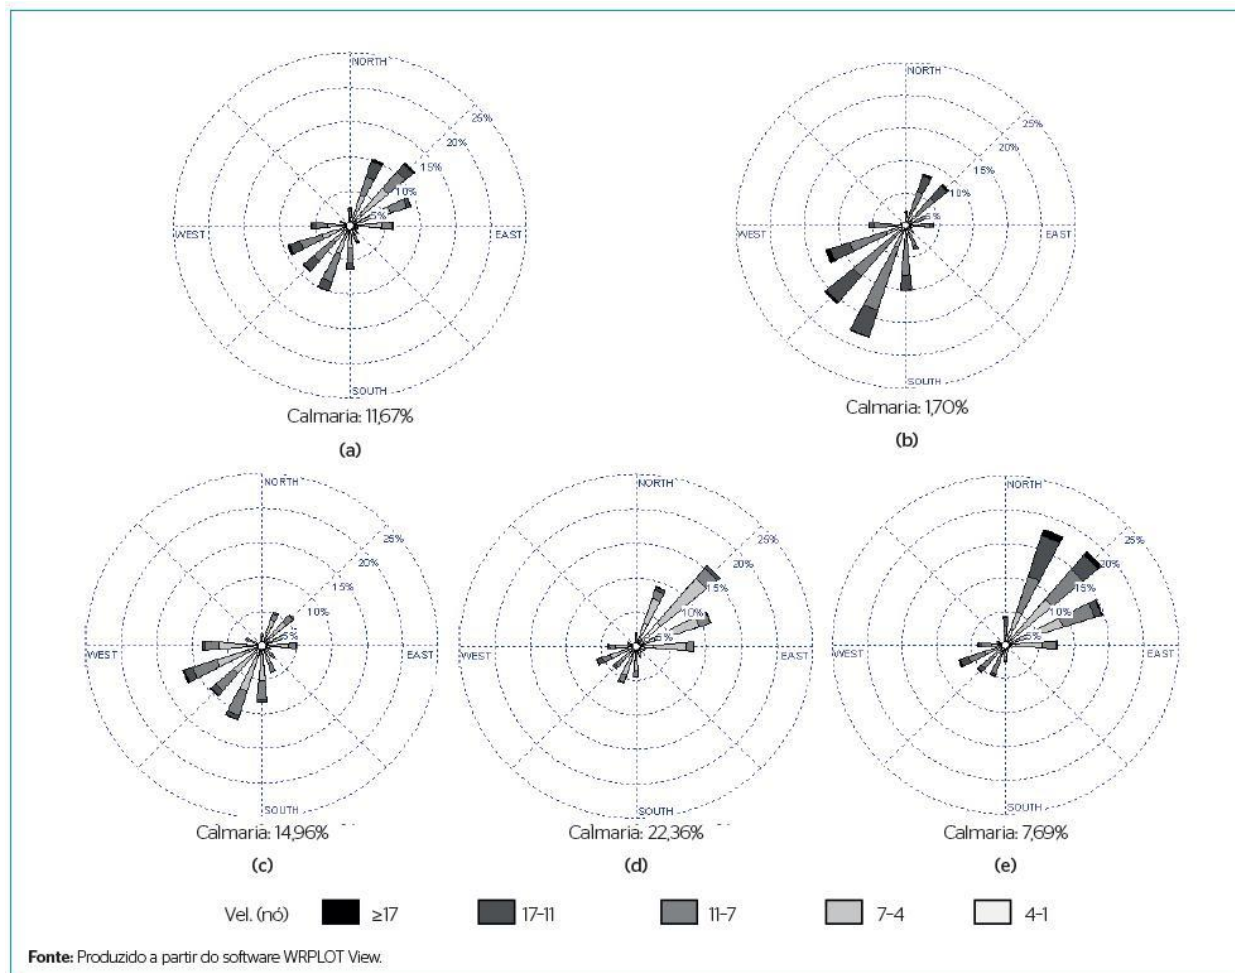 NORTH
25%
20%
15%
10%
5%
WEST
EAST
SOUTH
Calmaria: 11,67%
(a)
NORTH
25%
20%
15%
10%
5%
WEST
EAST
SOUTH
Calmaria: 1,70%
(b)
NORTH
25%
20%
15%
10%
5%
WEST
EAST
SOUTH
Calmaria: 14,96%
(c)
NORTH
25%
20%
15%
10%
5%
WEST
EAST
SOUTH
Calmaria: 22,36%
(d)
NORTH
25%
20%
15%
10%
5%
WEST
EAST
SOUTH
Calmaria: 7,69%
(e)
Vel. (nó) ≥17 17-11 11-7 7-4 4-1
Fonte: Produzido a partir do software WRPLOT View.